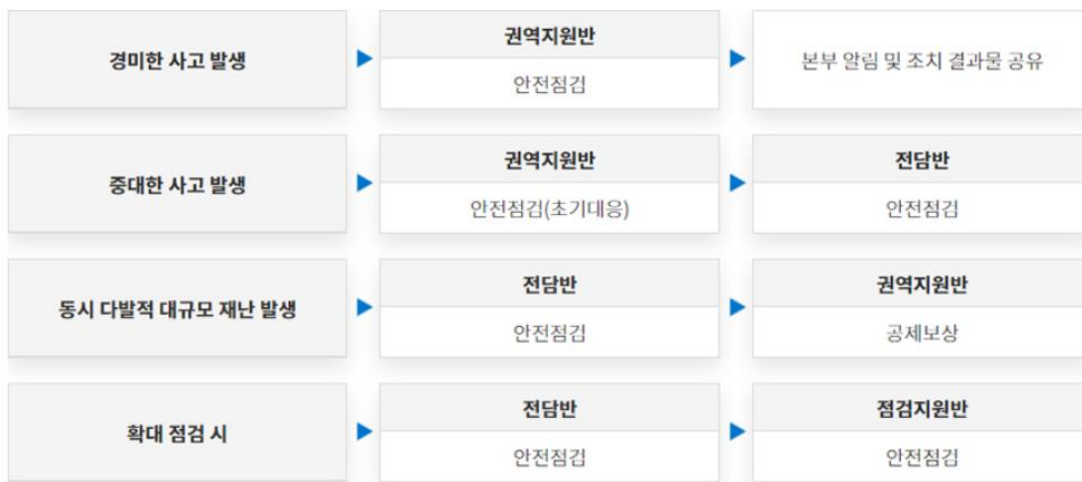 경미한 사고 발생
권역지원반
안전점검
본부 알림 및 조치 결과물 공유
중대한 사고 발생
권역지원반
안전점검(초기대응)
전담반
안전점검
동시 다발적 대규모 재난 발생
전담반
안전점검
권역지원반
공제보상
확대 점검 시
전담반
안전점검
점검지원반
안전점검